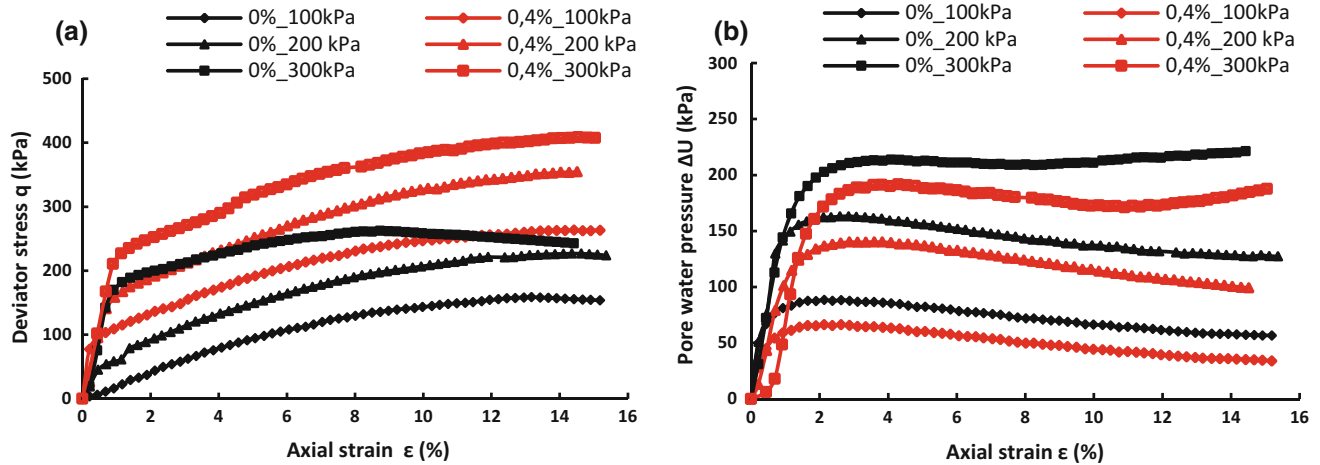 (a)
0%_100kPa
0,4%_100kPa
0%_200 kPa
0,4%_200 kPa
0%_300kPa
0,4%_300kPa
500
400
300
200
100
0
Deviator stress q (kPa)
0 2 4 6 8 10 12 14 16
Axial strain ε (%)
(b)
0%_100kPa
0,4%_100kPa
0%_200 kPa
0,4%_200 kPa
0%_300kPa
0,4%_300kPa
300
250
200
150
100
50
0
Pore water pressure ΔU (kPa)
0 2 4 6 8 10 12 14 16
Axial strain ε (%)